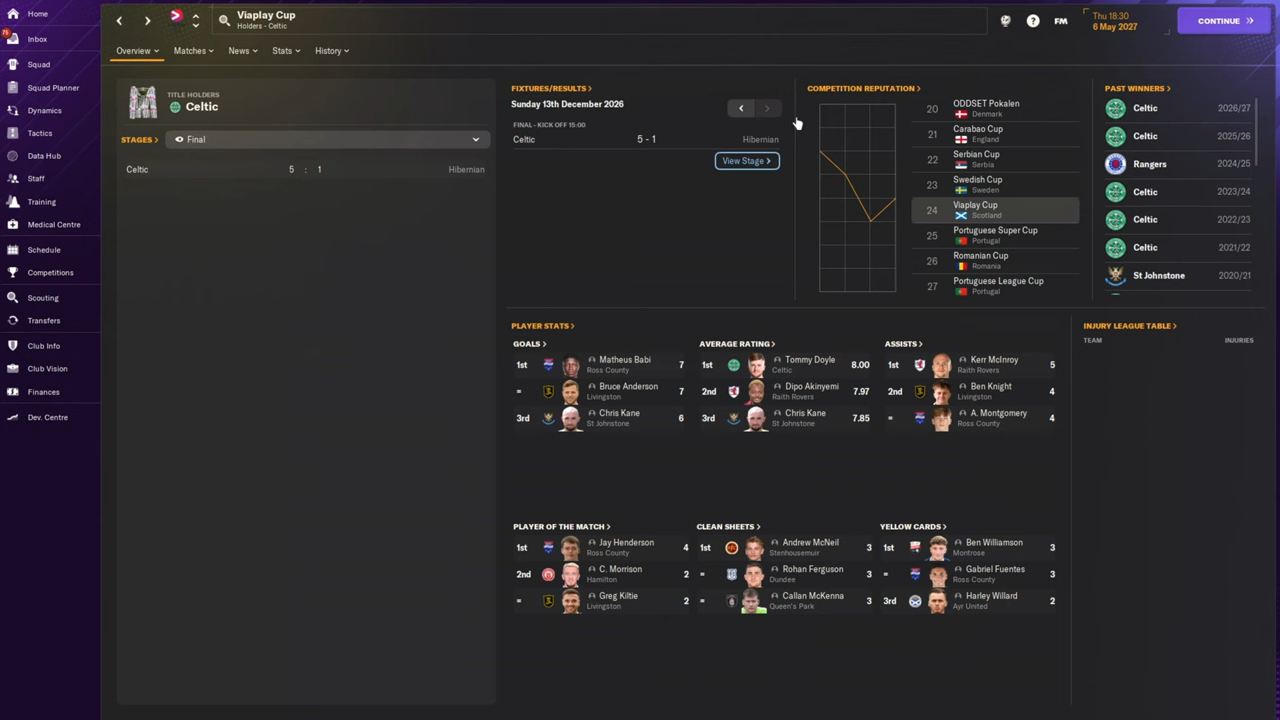 Home
Inbox
Squad
Squad Planner
Dynamics
Tactics
Data Hub
Staff
Training
Medical Centre
Schedule
Competitions
Scouting
Transfers
Club Info
Club Vision
Finances
Dev. Centre
Viaplay Cup
Holders - Celtic
?
FM
Thu 18:30
6 May 2027
CONTINUE
Overview
Matches
News
Stats
History
TITLE HOLDERS
Celtic
STAGES
Final
Celtic 5 : 1 Hibernian
FIXTURES/RESULTS
Sunday 13th December 2026
FINAL - KICK OFF 15:00
Celtic 5 - 1 Hibernian
View Stage
COMPETITION REPUTATION
20 ODDSET Pokalen
Denmark
21 Carabao Cup
England
22 Serbian Cup
Serbia
23 Swedish Cup
Sweden
24 Viaplay Cup
Scotland
25 Portuguese Super Cup
Portugal
26 Romanian Cup
Romania
27 Portuguese League Cup
Portugal
PAST WINNERS
Celtic 2026/27
Celtic 2025/26
Rangers 2024/25
Celtic 2023/24
Celtic 2022/23
Celtic 2021/22
St Johnstone 2020/21
PLAYER STATS
GOALS
1st Matheus Babi 7
Ross County
= Bruce Anderson 7
Livingston
3rd Chris Kane 6
St Johnstone
AVERAGE RATING
1st Tommy Doyle 8.00
Celtic
2nd Dipo Akinyemi 7.97
Raith Rovers
3rd Chris Kane 7.85
St Johnstone
ASSISTS
1st Kerr McInroy 5
Raith Rovers
2nd Ben Knight 4
Livingston
= A. Montgomery 4
Ross County
PLAYER OF THE MATCH
1st Jay Henderson 4
Ross County
2nd C. Morrison 2
Hamilton
= Greg Kiltie 2
Livingston
CLEAN SHEETS
1st Andrew McNeil 3
Stenhousemuir
= Rohan Ferguson 3
Dundee
= Callan McKenna 3
Queen's Park
YELLOW CARDS
1st Ben Williamson 3
Montrose
= Gabriel Fuentes 3
Ross County
3rd Harley Willard 2
Ayr United
INJURY LEAGUE TABLE
TEAM INJURIES